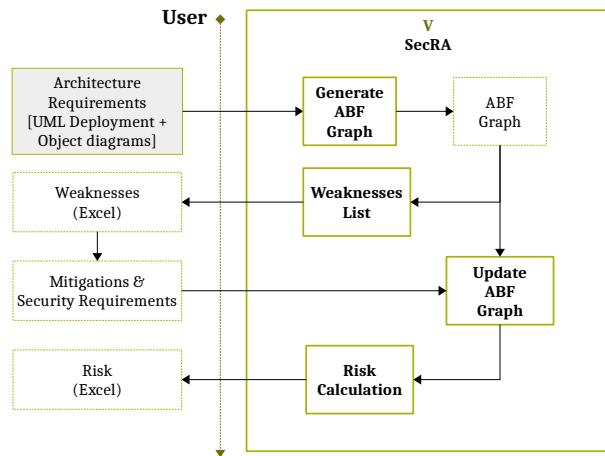 User
V
SecRA
Architecture
Requirements
[UML Deployment +
Object diagrams]
Generate
ABF
Graph
ABF
Graph
Weaknesses
(Excel)
Weaknesses
List
Mitigations &
Security Requirements
Update
ABF
Graph
Risk
(Excel)
Risk
Calculation